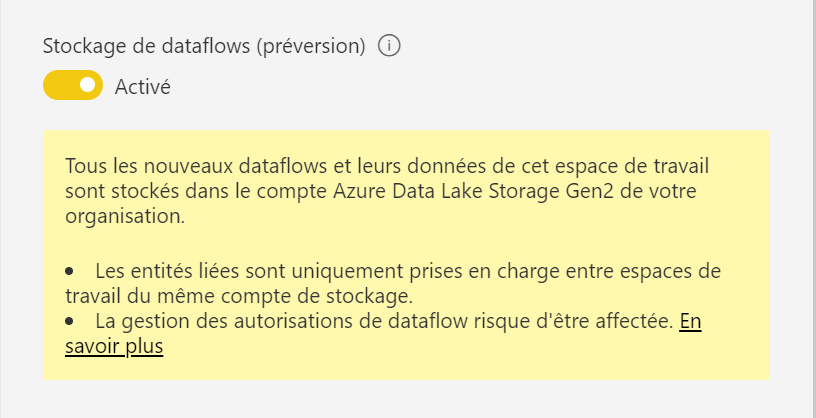 Stockage de dataflows (préversion)
Activé
Tous les nouveaux dataflows et leurs données de cet espace de travail
sont stockés dans le compte Azure Data Lake Storage Gen2 de votre
organisation.
• Les entités liées sont uniquement prises en charge entre espaces de
travail du même compte de stockage.
• La gestion des autorisations de dataflow risque d'être affectée. En
savoir plus